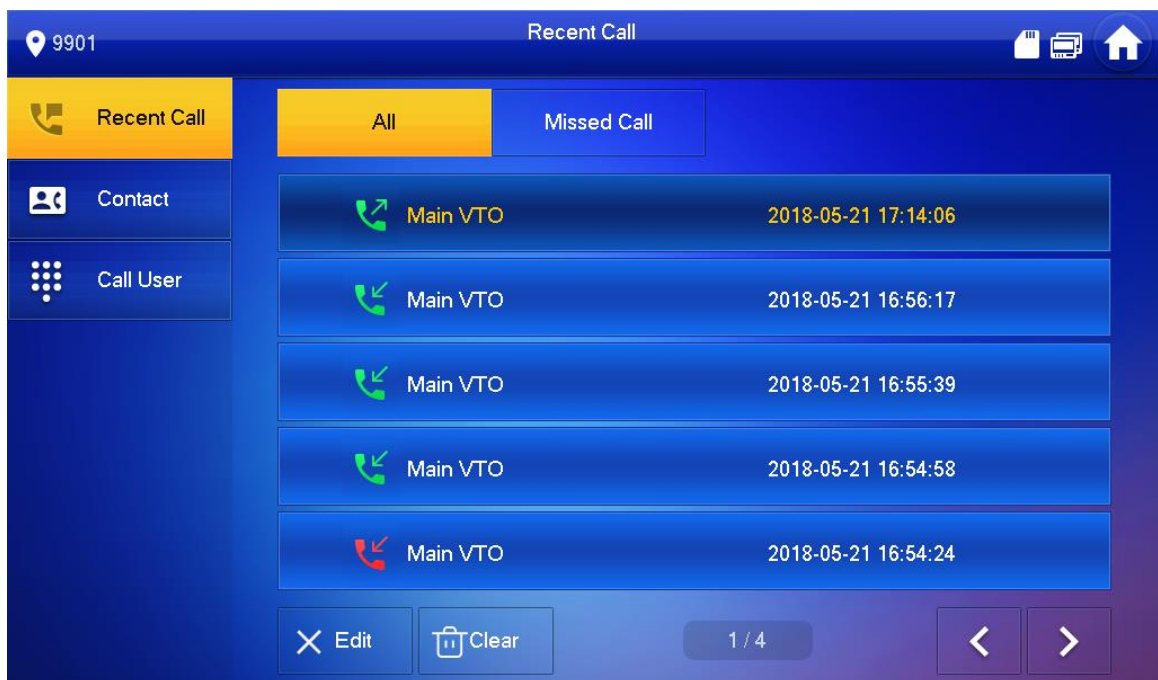 9901
Recent Call
Recent Call
Contact
Call User
All
Missed Call
Main VTO 2018-05-21 17:14:06
Main VTO 2018-05-21 16:56:17
Main VTO 2018-05-21 16:55:39
Main VTO 2018-05-21 16:54:58
Main VTO 2018-05-21 16:54:24
Edit
Clear
1 / 4